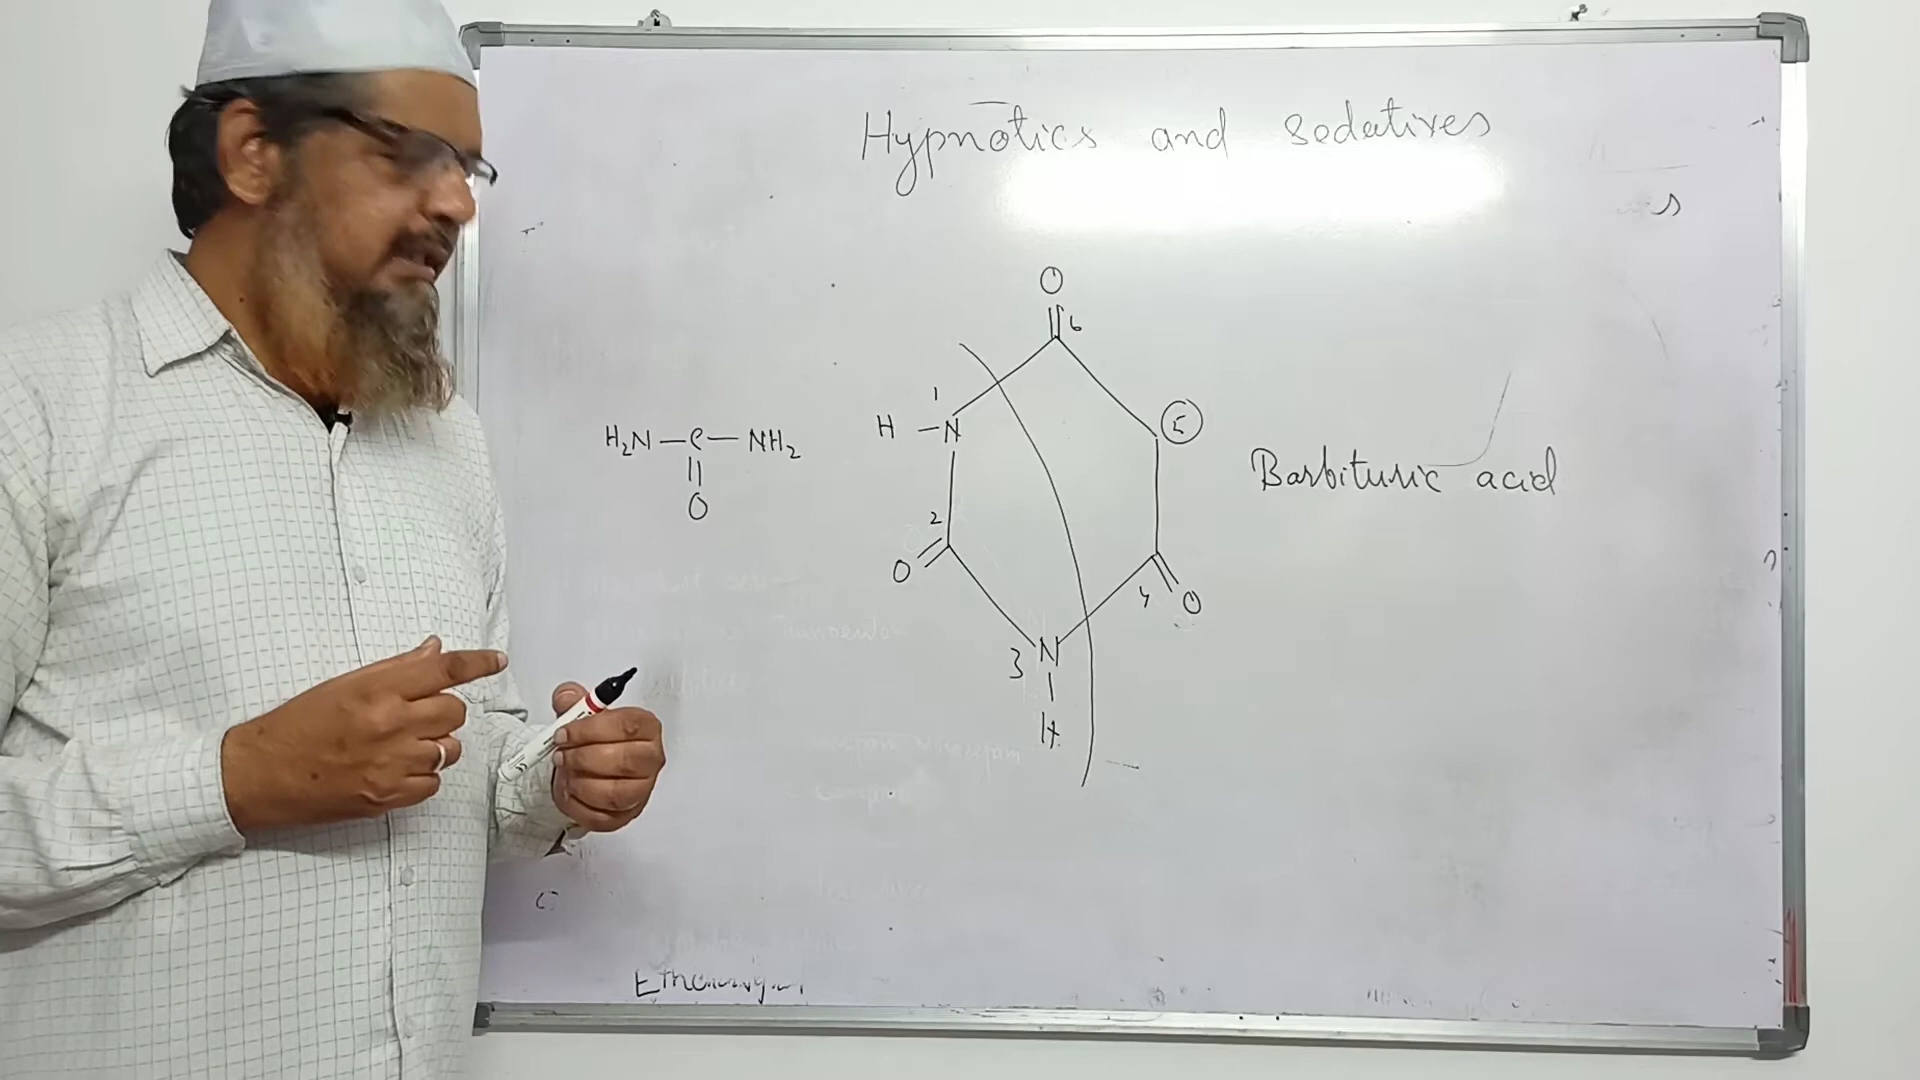 Hypnotics and Sedatives
O
6
1
H –N
5
H₂N – C – NH₂
O
Barbituric acid
2
O
4
O
3 N
H